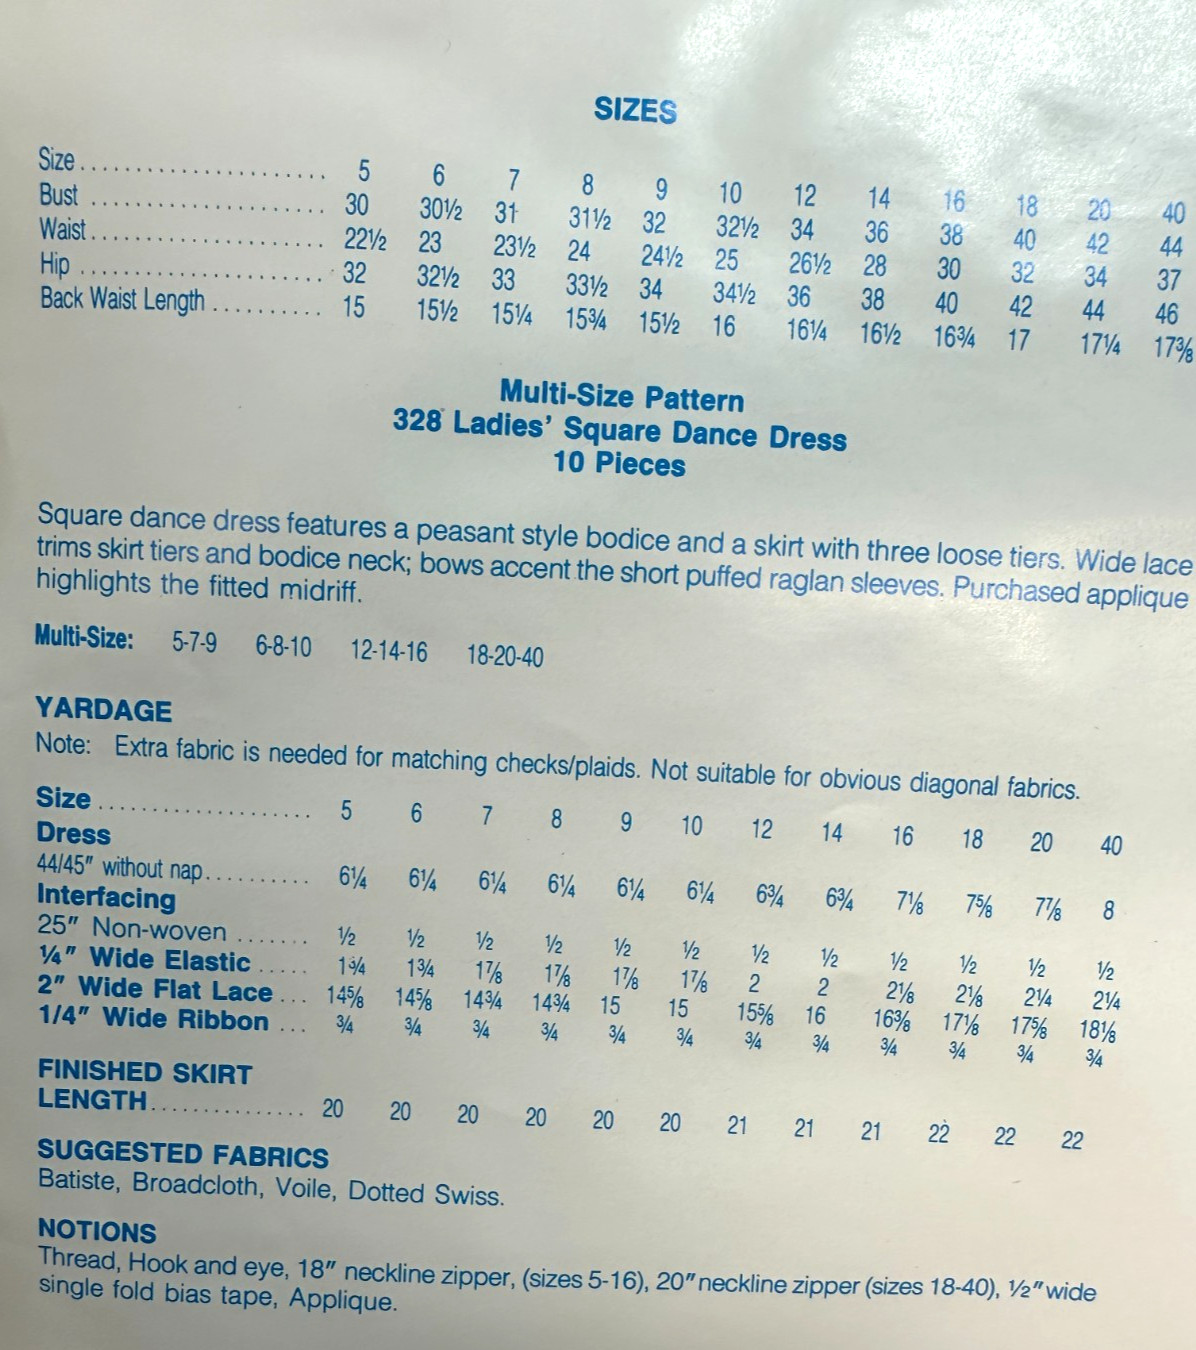 SIZES
Size ...................... 5 6 7 8 9 10 12 14 16 18 20 40
Bust ..................... 30 30½ 31 31½ 32 32½ 34 36 38 40 42 44
Waist ..................... 22½ 23 23½ 24 24½ 25 26½ 28 30 32 34 37
Hip ...................... 32 32½ 33 33½ 34 34½ 36 38 40 42 44 46
Back Waist Length .......... 15 15½ 15¼ 15¾ 15½ 16 16¼ 16½ 16¾ 17 17¼ 17⅜
Multi-Size Pattern
328 Ladies' Square Dance Dress
10 Pieces
Square dance dress features a peasant style bodice and a skirt with three loose tiers. Wide lace
trims skirt tiers and bodice neck; bows accent the short puffed raglan sleeves. Purchased applique
highlights the fitted midriff.
Multi-Size: 5-7-9 6-8-10 12-14-16 18-20-40
YARDAGE
Note: Extra fabric is needed for matching checks/plaids. Not suitable for obvious diagonal fabrics.
Size ................... 5 6 7 8 9 10 12 14 16 18 20 40
Dress
44/45" without nap .......... 6¼ 6¼ 6¼ 6¼ 6¼ 6¼ 6¾ 6¾ 7⅛ 7⅝ 7⅞ 8
Interfacing
25" Non-woven ....... ½ ½ ½ ½ ½ ½ ½ ½ ½ ½ ½ ½
¼" Wide Elastic ..... 1¾ 1¾ 1⅞ 1⅞ 1⅞ 1⅞ 2 2 2⅛ 2⅛ 2¼ 2¼
2" Wide Flat Lace ... 14⅝ 14⅝ 14¾ 14¾ 15 15 15⅝ 16 16⅜ 17⅛ 17⅝ 18⅛
1/4" Wide Ribbon ... ¾ ¾ ¾ ¾ ¾ ¾ ¾ ¾ ¾ ¾ ¾ ¾
FINISHED SKIRT
LENGTH ............... 20 20 20 20 20 20 21 21 21 22 22 22
SUGGESTED FABRICS
Batiste, Broadcloth, Voile, Dotted Swiss.
NOTIONS
Thread, Hook and eye, 18" neckline zipper, (sizes 5-16), 20" neckline zipper (sizes 18-40), ½" wide
single fold bias tape, Applique.